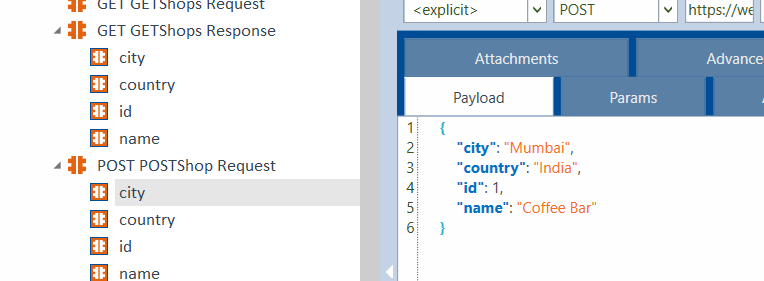 GET GETShops Request
GET GETShops Response
city
country
id
name
POST POSTShop Request
city
country
id
name
<explicit>
POST
https://we
Attachments
Advance
Payload
Params
1 {
2 "city": "Mumbai",
3 "country": "India",
4 "id": 1,
5 "name": "Coffee Bar"
6 }